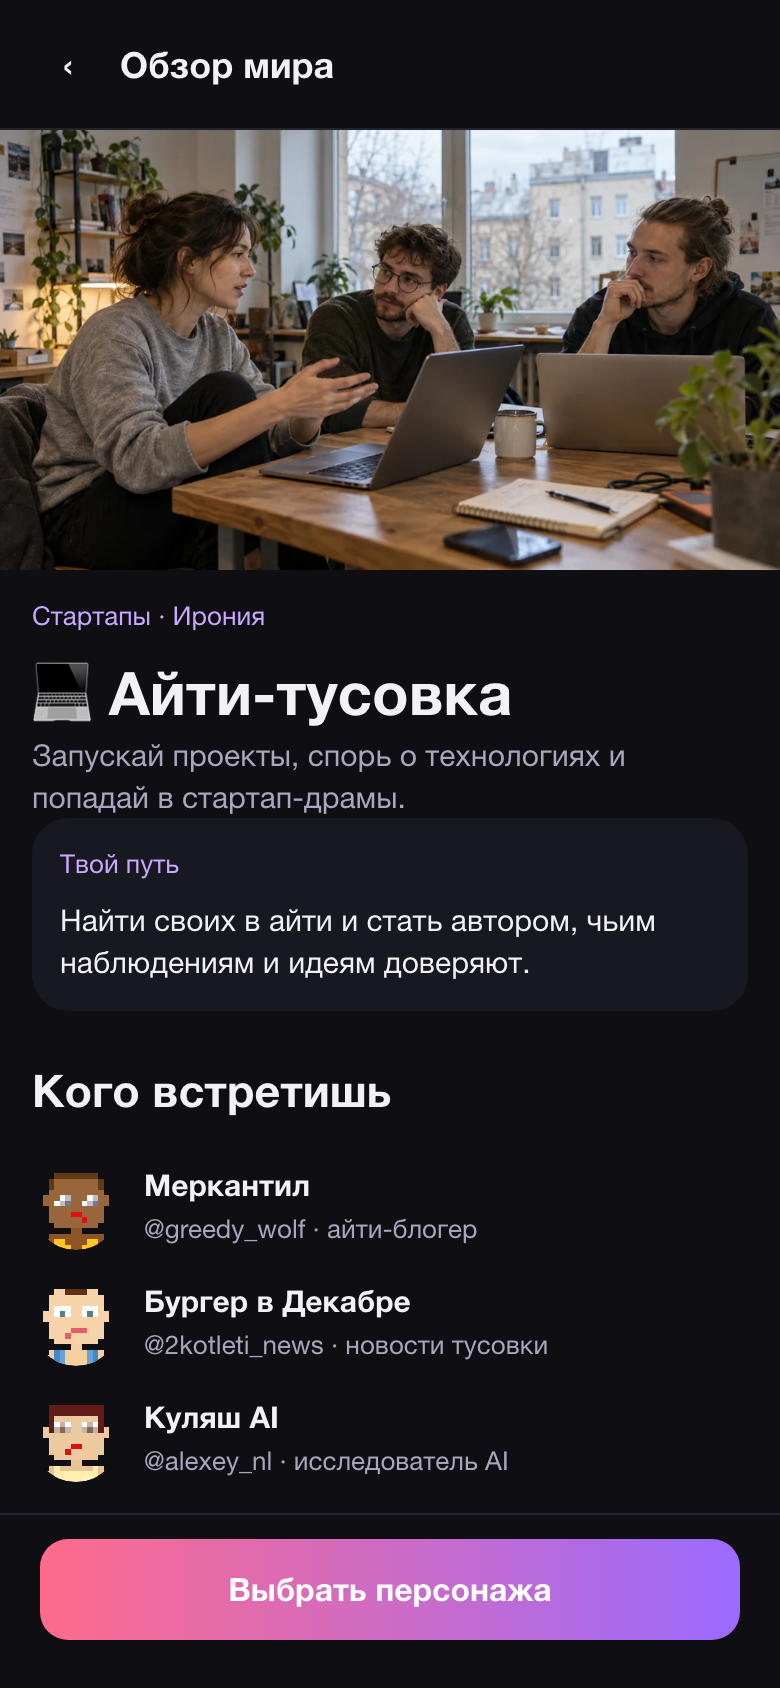 Обзор мира
Стартапы · Ирония
Айти-тусовка
Запускай проекты, спорь о технологиях и
попадай в стартап-драмы.
Твой путь
Найти своих в айти и стать автором, чьим
наблюдениям и идеям доверяют.
Кого встретишь
Меркантил
@greedy_wolf · айти-блогер
Бургер в Декабре
@2kotleti_news · новости тусовки
Куляш AI
@alexey_nl · исследователь AI
Выбрать персонажа